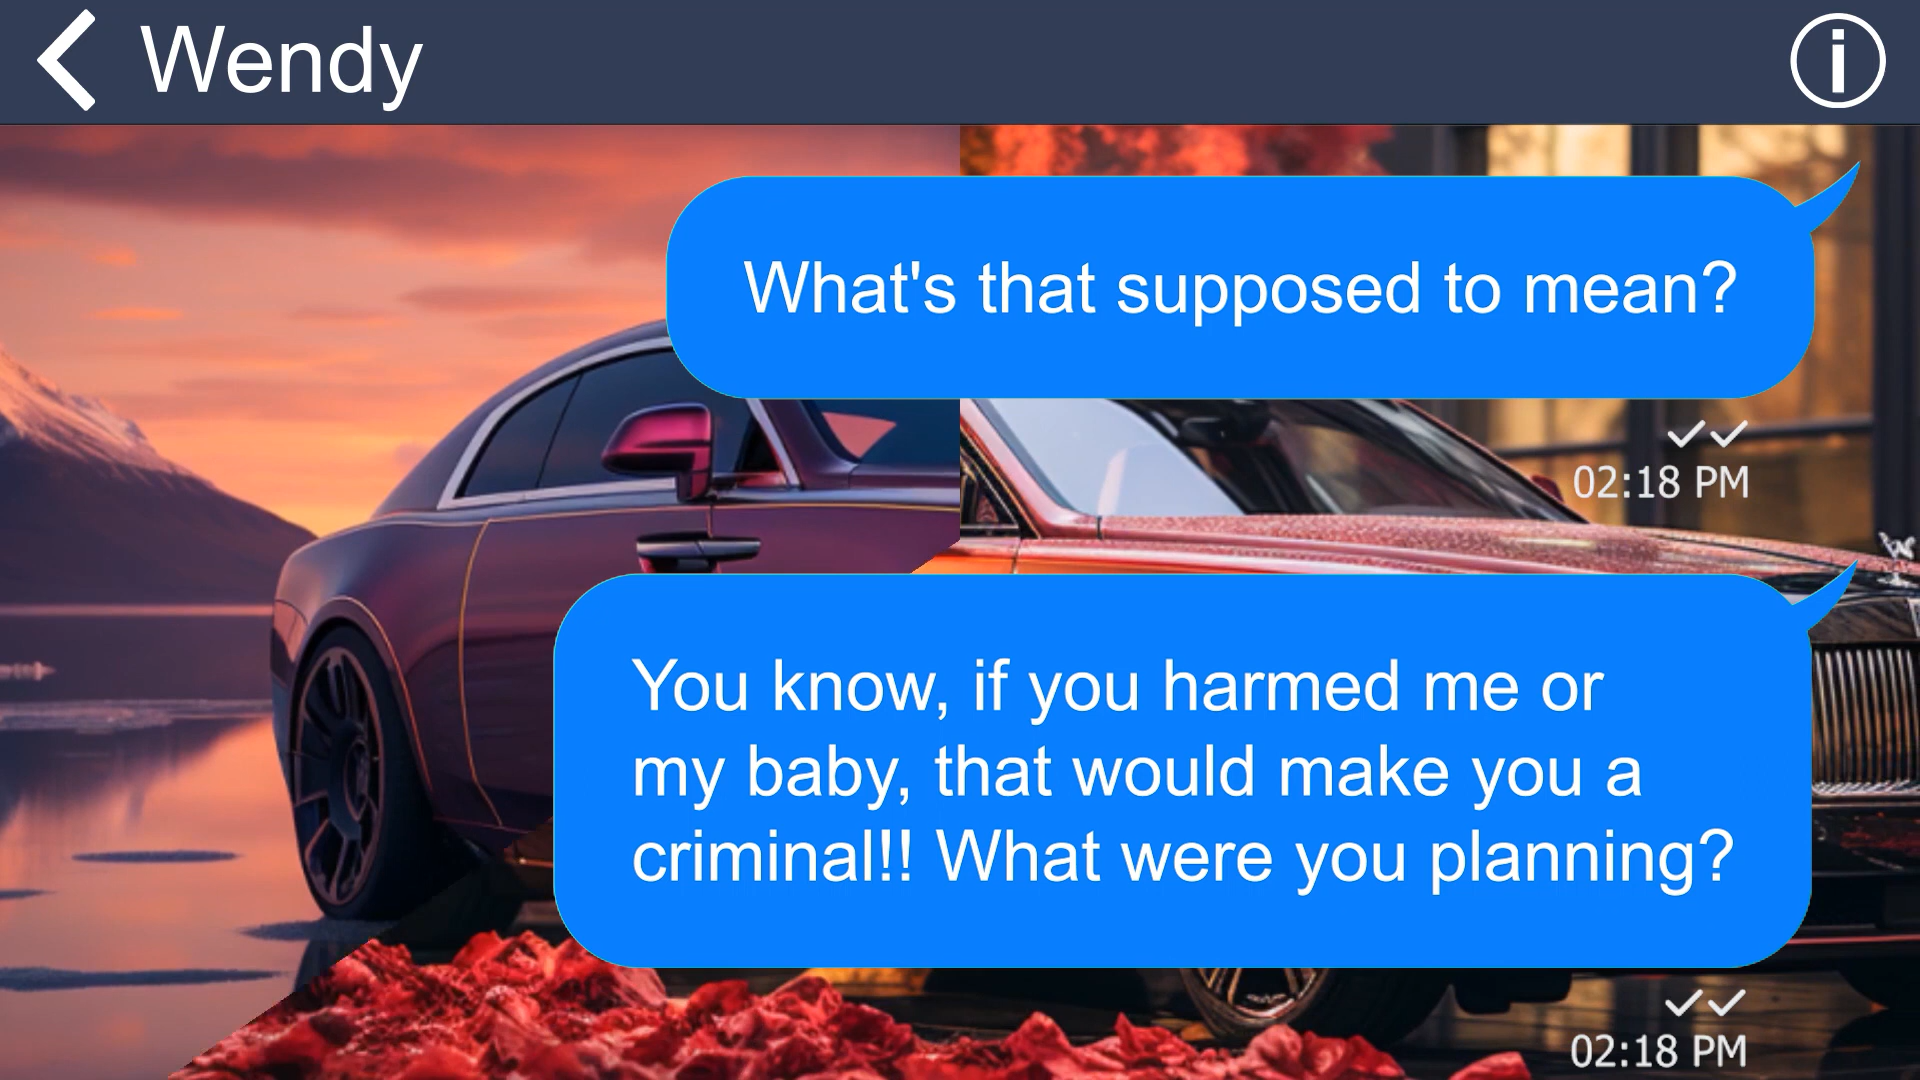 Wendy
What's that supposed to mean?
02:18 PM
You know, if you harmed me or
my baby, that would make you a
criminal!! What were you planning?
02:18 PM